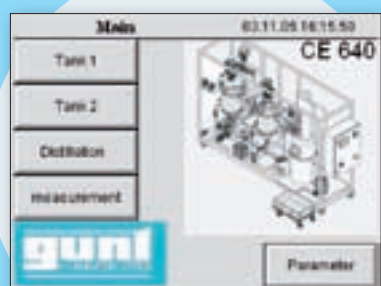 Main
03.11.05 16:15:50
CE 640
Tank 1
Tank 2
Distillation
measurement
gunt
Parameter